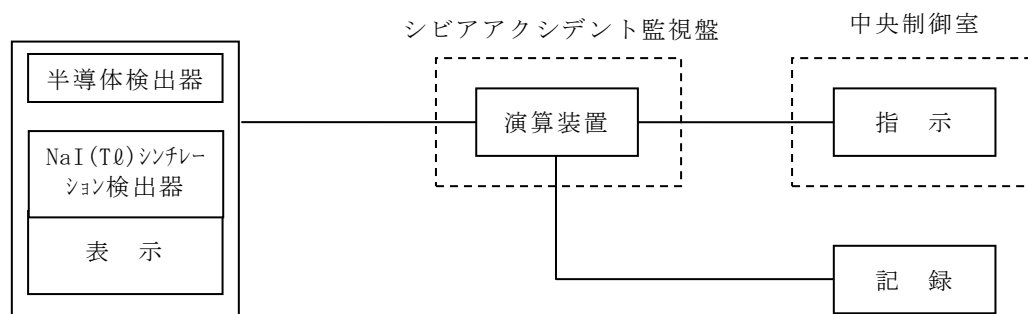 シビアアクシデント監視盤
中央制御室
半導体検出器
NaI(Tℓ)ｼﾝﾁﾚｰ
ｼｮﾝ検出器
表 示
演算装置
指 示
記 録